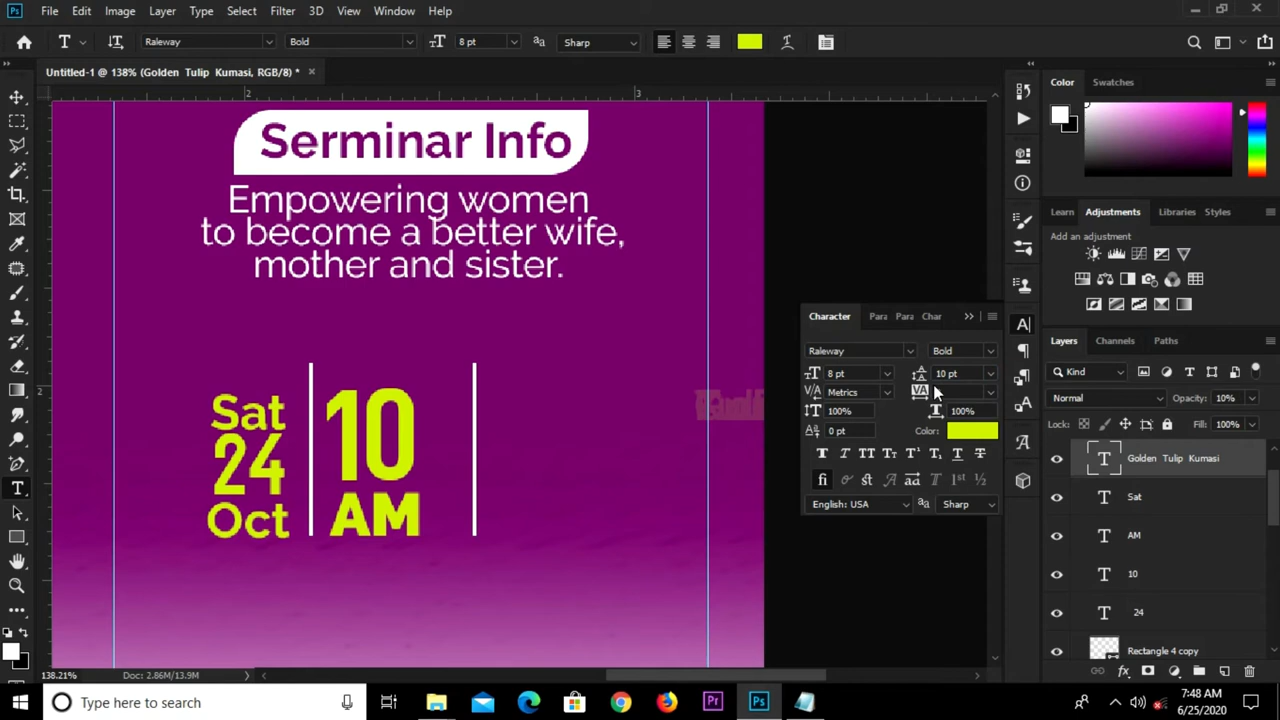 File Edit Image Layer Type Select Filter 3D View Window Help
Raleway Bold 8 pt Sharp
Untitled-1 @ 138% (Golden Tulip Kumasi, RGB/8) *
2 3
2
Serminar Info
Empowering women
to become a better wife,
mother and sister.
Sat
24
Oct
10
AM
Character Para Para Char
Raleway Bold
8 pt 10 pt
Metrics
100% 100%
0 pt Color:
English: USA Sharp
Color Swatches
Learn Adjustments Libraries Styles
Add an adjustment
Layers Channels Paths
Kind
Normal Opacity: 10%
Lock: Fill: 100%
Golden Tulip Kumasi
Sat
AM
10
24
Rectangle 4 copy
138.21% Doc: 2.86M/13.9M
Type here to search
7:48 AM
6/25/2020